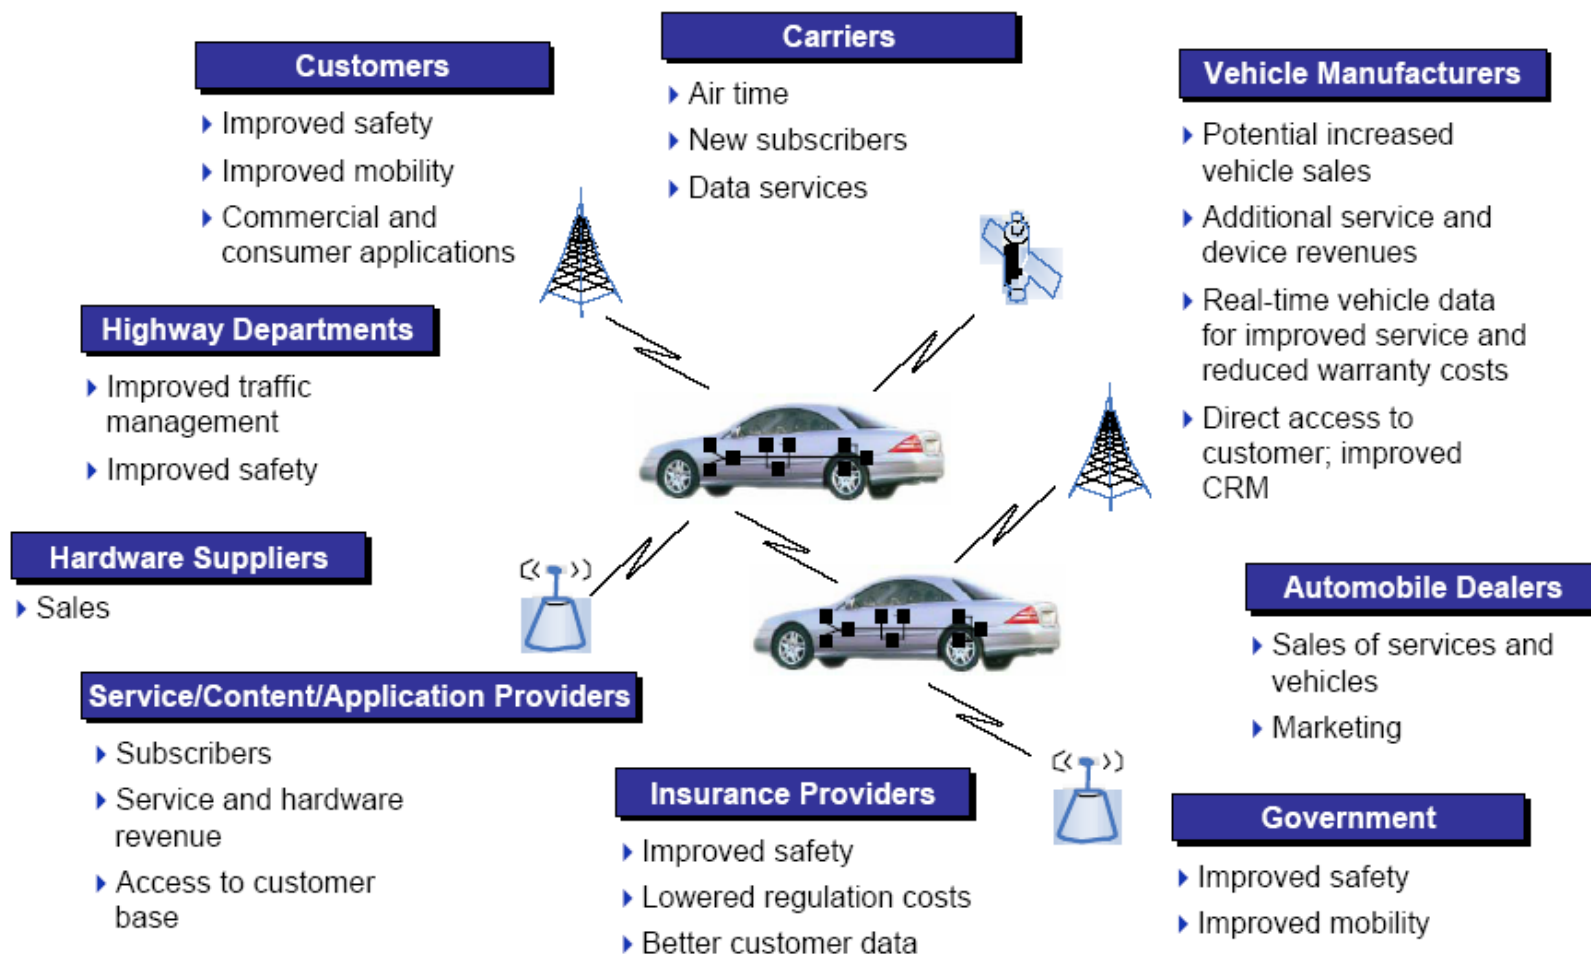 Customers
Improved safety
Improved mobility
Commercial and
consumer applications
Carriers
Air time
New subscribers
Data services
Vehicle Manufacturers
Potential increased
vehicle sales
Additional service and
device revenues
Real-time vehicle data
for improved service and
reduced warranty costs
Direct access to
customer; improved
CRM
Highway Departments
Improved traffic
management
Improved safety
Hardware Suppliers
Sales
Automobile Dealers
Sales of services and
vehicles
Marketing
Service/Content/Application Providers
Subscribers
Service and hardware
revenue
Access to customer
base
Insurance Providers
Improved safety
Lowered regulation costs
Better customer data
Government
Improved safety
Improved mobility